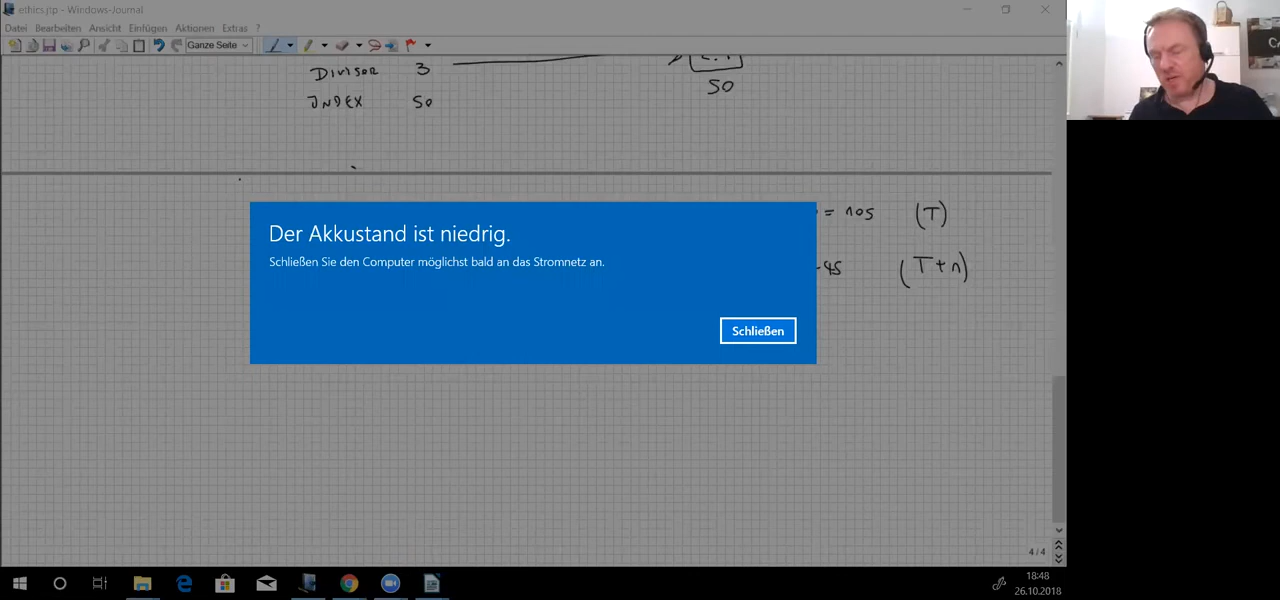 ethics.jtp - Windows-Journal
Datei Bearbeiten Ansicht Einfügen Aktionen Extras ?
Ganze Seite
Divisor 3
INDEX 50
50
= 105 (T)
95 (T+n)
Der Akkustand ist niedrig.
Schließen Sie den Computer möglichst bald an das Stromnetz an.
Schließen
4 / 4
18:48
26.10.2018